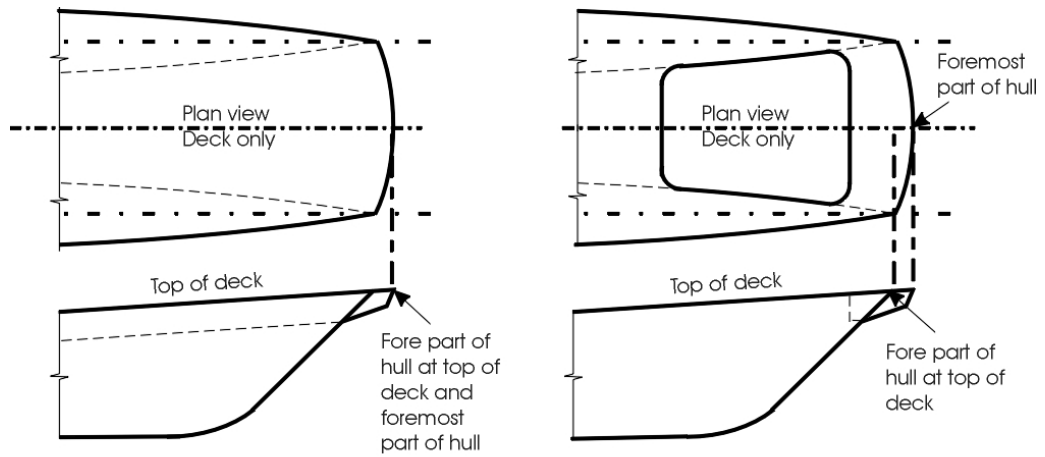 Plan view
Deck only
Top of deck
Fore part of
hull at top of
deck and
foremost
part of hull
Foremost
part of hull
Plan view
Deck only
Top of deck
Fore part of
hull at top of
deck